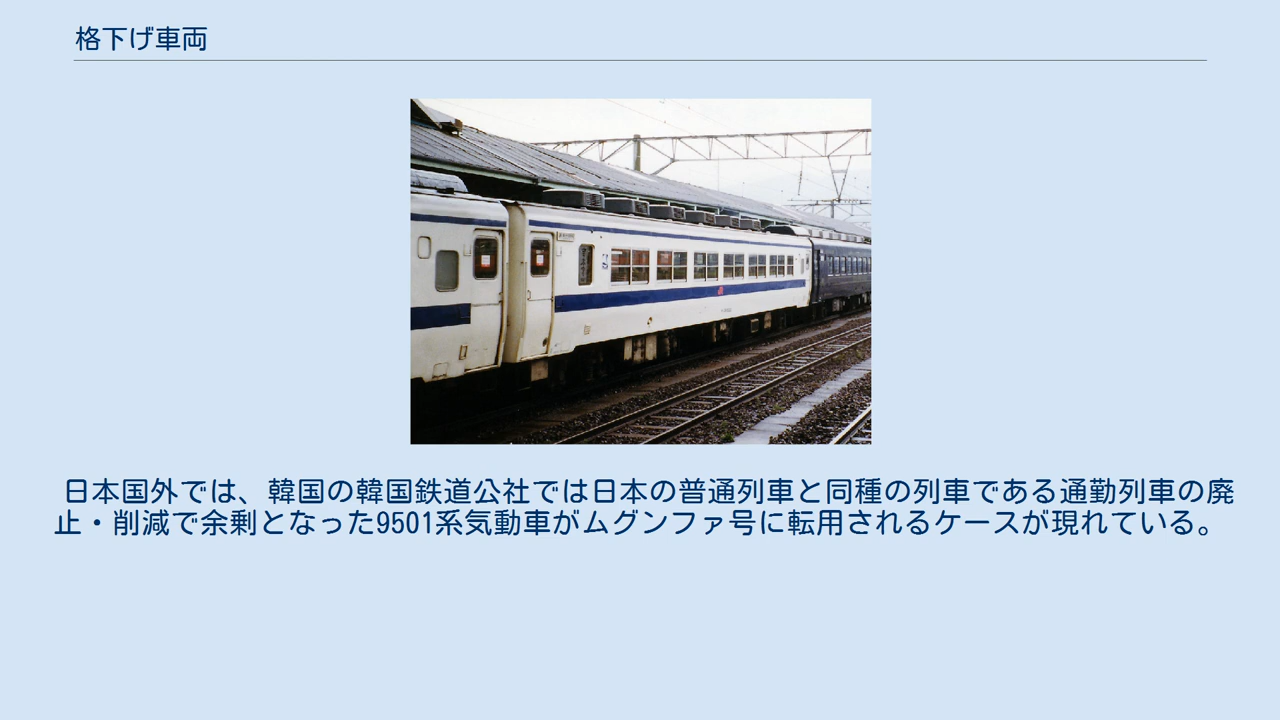 格下げ車両
日本国外では、韓国の韓国鉄道公社では日本の普通列車と同種の列車である通勤列車の廃
止・削減で余剰となった9501系気動車がムグンファ号に転用されるケースが現れている。